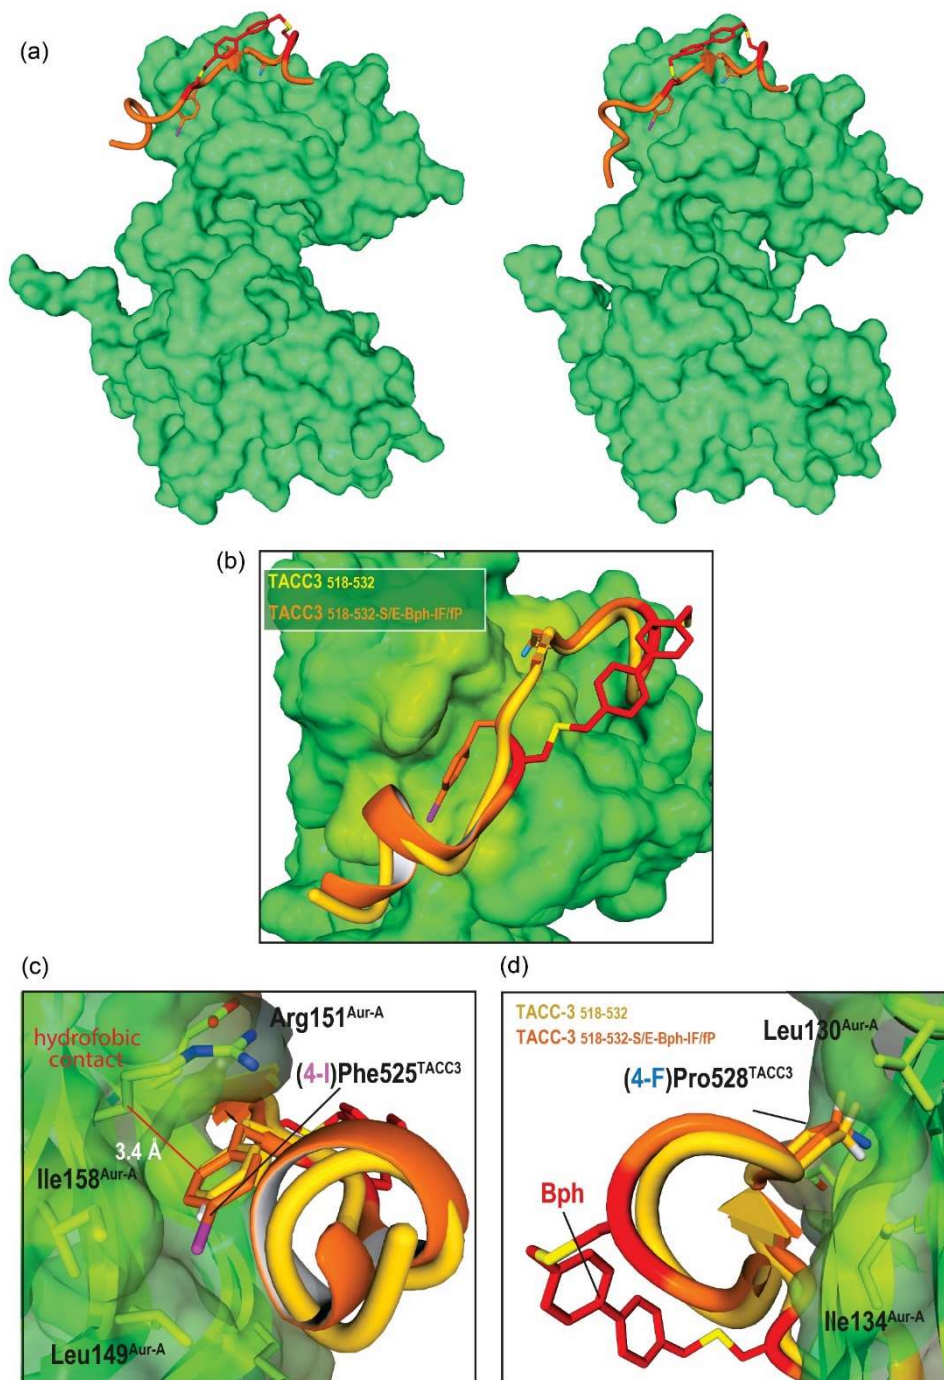 (a)
(b)
TACC3 518-532
TACC3 518-532-S/E-Bph-IF/fP
(c)
(d)
hydrofobic
contact
Arg151Aur-A
(4-I)Phe525TACC3
3.4 Å
Ile158Aur-A
Leu149Aur-A
TACC-3 518-532
TACC-3 518-532-S/E-Bph-IF/fP
Leu130Aur-A
(4-F)Pro528TACC3
Bph
Ile134Aur-A